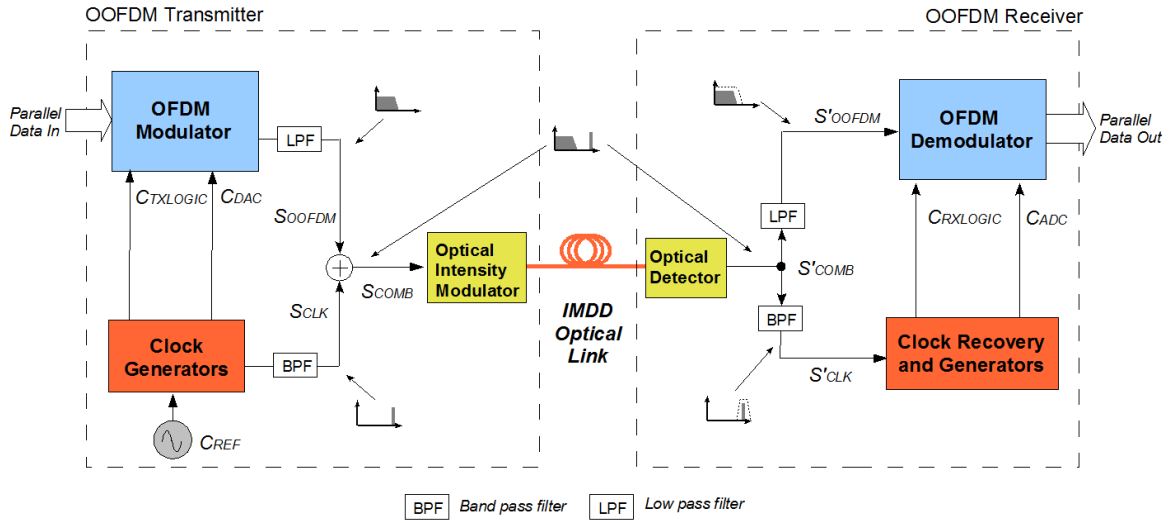 OOFDM Transmitter
OOFDM Receiver
Parallel
Data In
OFDM
Modulator
LPF
CTXLOGIC
CDAC
SOOFDM
SCOMB
SCLK
Clock
Generators
BPF
CREF
Optical
Intensity
Modulator
IMDD
Optical
Link
Optical
Detector
S'COMB
LPF
BPF
S'OOFDM
S'CLK
OFDM
Demodulator
Parallel
Data Out
CRXLOGIC
CADC
Clock Recovery
and Generators
BPF
Band pass filter
LPF
Low pass filter